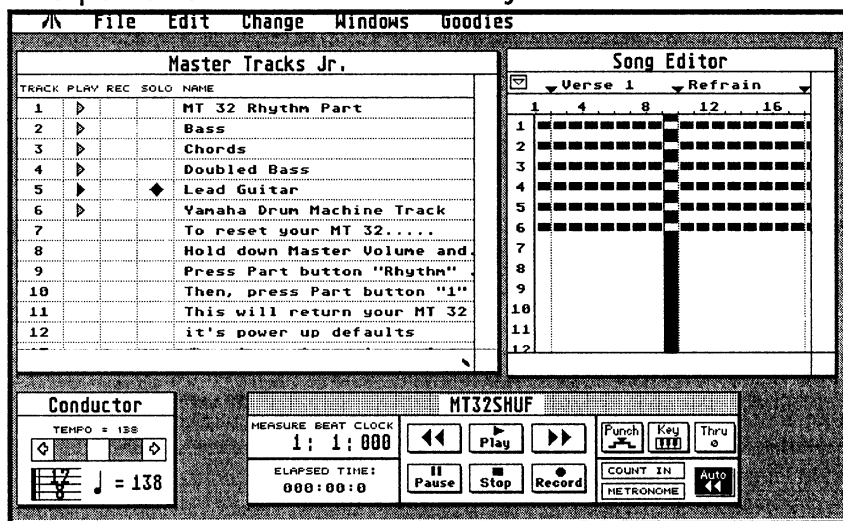 File Edit Change Windows Goodies
Master Tracks Jr.
TRACK PLAY REC SOLO NAME
1 MT 32 Rhythm Part
2 Bass
3 Chords
4 Doubled Bass
5 Lead Guitar
6 Yamaha Drum Machine Track
7 To reset your MT 32.....
8 Hold down Master Volume and.
9 Press Part button "Rhythm" .
10 Then, press Part button "1"
11 This will return your MT 32
12 it's power up defaults
Song Editor
Verse 1 Refrain
1 4 8 12 16
1
2
3
4
5
6
7
8
9
10
11
12
Conductor
TEMPO = 138
12
8
= 138
MT32SHUF
MEASURE BEAT CLOCK
1: 1:000
ELAPSED TIME:
000:00:0
Play
Pause Stop Record
Punch Key Thru
COUNT IN
METRONOME
Auto